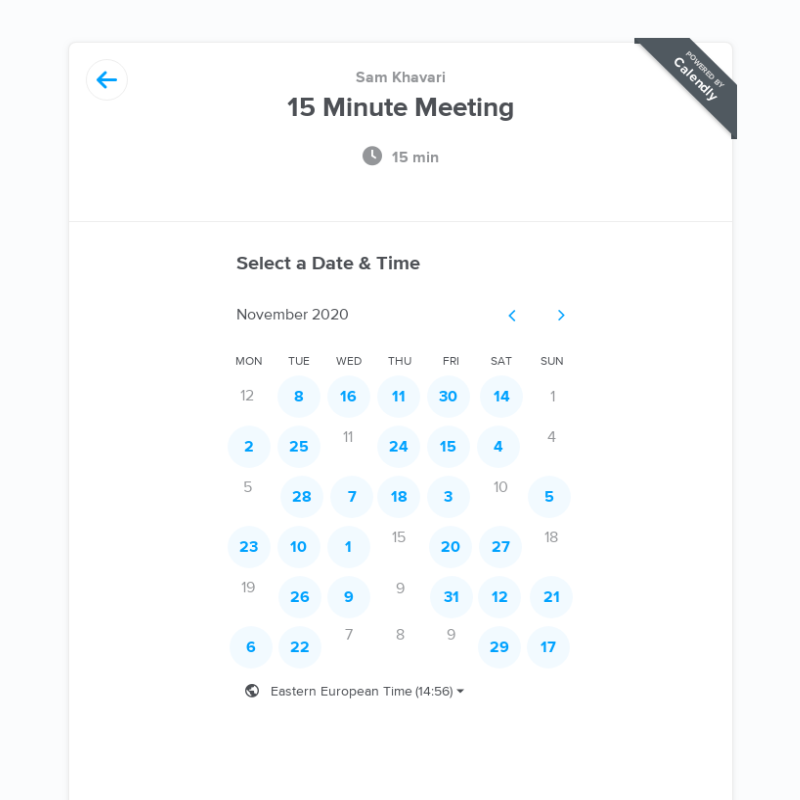 Sam Khavari
15 Minute Meeting
15 min
POWERED BY
Calendly
Select a Date & Time
November 2020
MON TUE WED THU FRI SAT SUN
12 8 16 11 30 14 1
2 25 11 24 15 4 4
5 28 7 18 3 10 5
23 10 1 15 20 27 18
19 26 9 9 31 12 21
6 22 7 8 9 29 17
Eastern European Time (14:56)